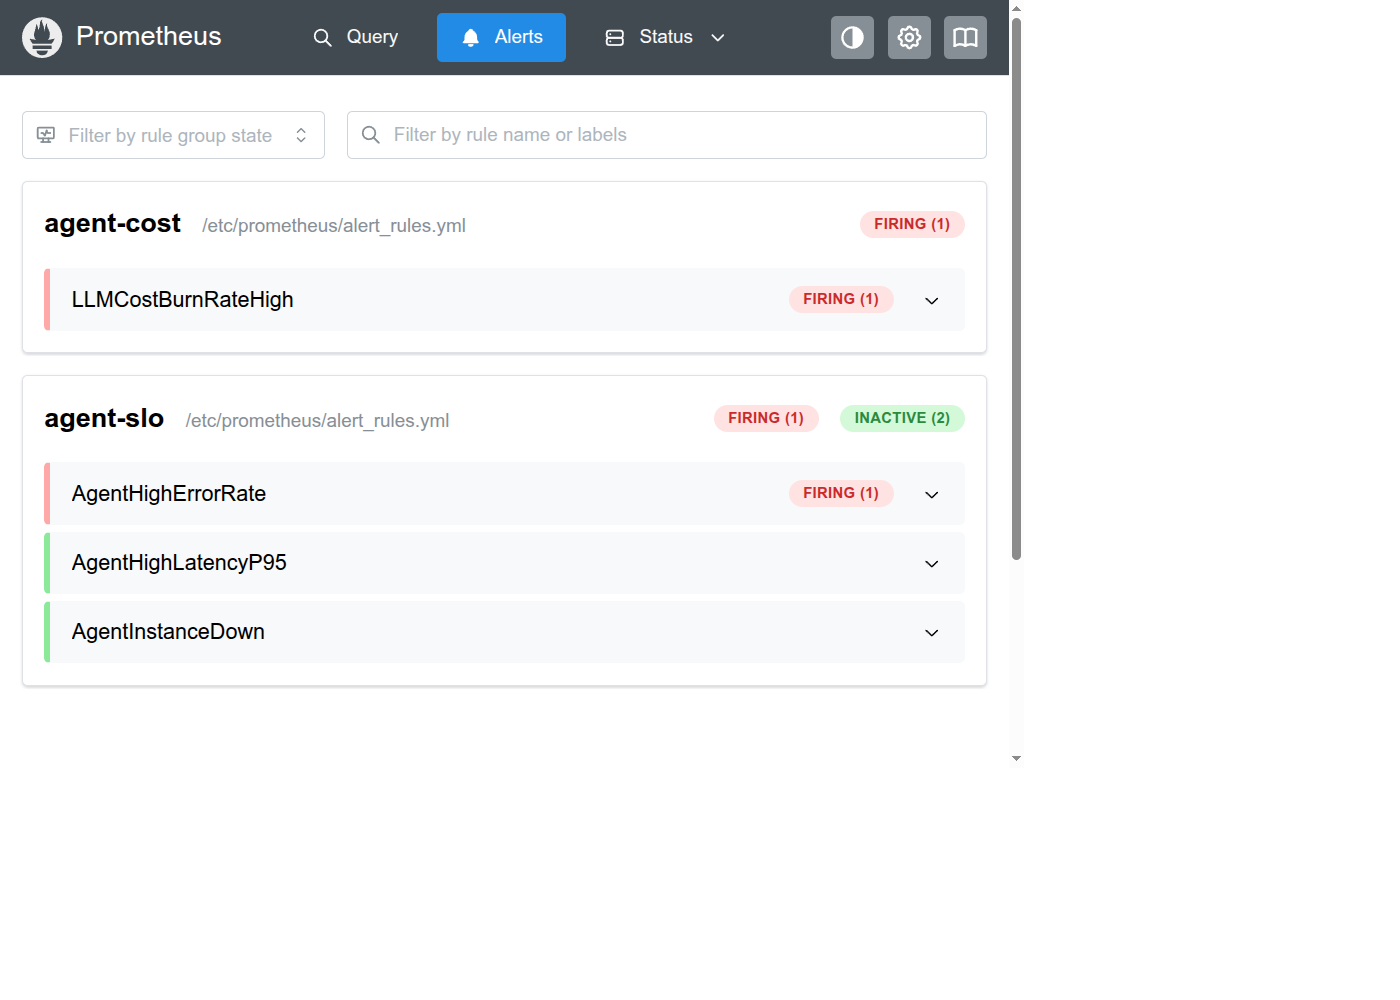 Prometheus Query Alerts Status
Filter by rule group state Filter by rule name or labels
agent-cost /etc/prometheus/alert_rules.yml FIRING (1)
LLMCostBurnRateHigh FIRING (1)
agent-slo /etc/prometheus/alert_rules.yml FIRING (1) INACTIVE (2)
AgentHighErrorRate FIRING (1)
AgentHighLatencyP95
AgentInstanceDown